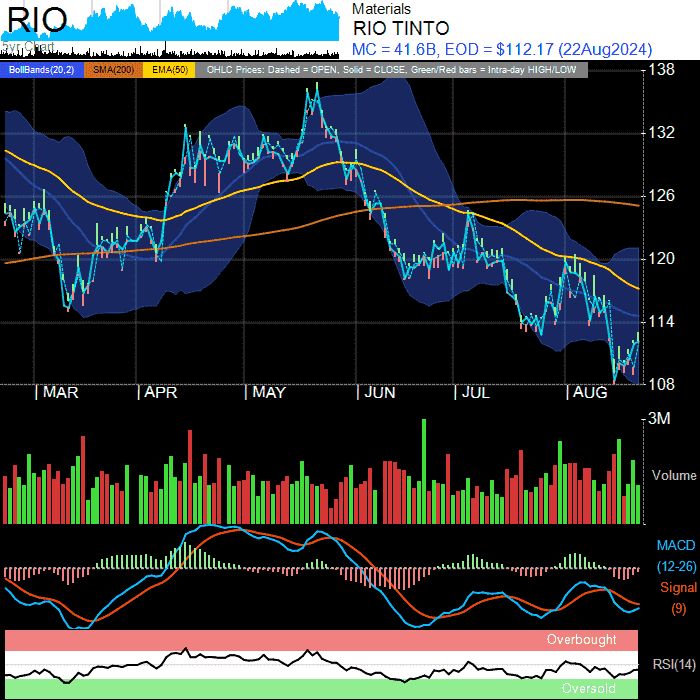 RIO
5yr Chart
Materials
RIO TINTO
MC = 41.6B, EOD = $112.17 (22Aug2024)
BollBands(20,2) SMA(200) EMA(50) OHLC Prices: Dashed = OPEN, Solid = CLOSE, Green/Red bars = Intra-day HIGH/LOW
138
132
126
120
114
108
| MAR | APR | MAY | JUN | JUL | AUG
3M
Volume
MACD
(12-26)
Signal
(9)
Overbought
RSI(14)
Oversold